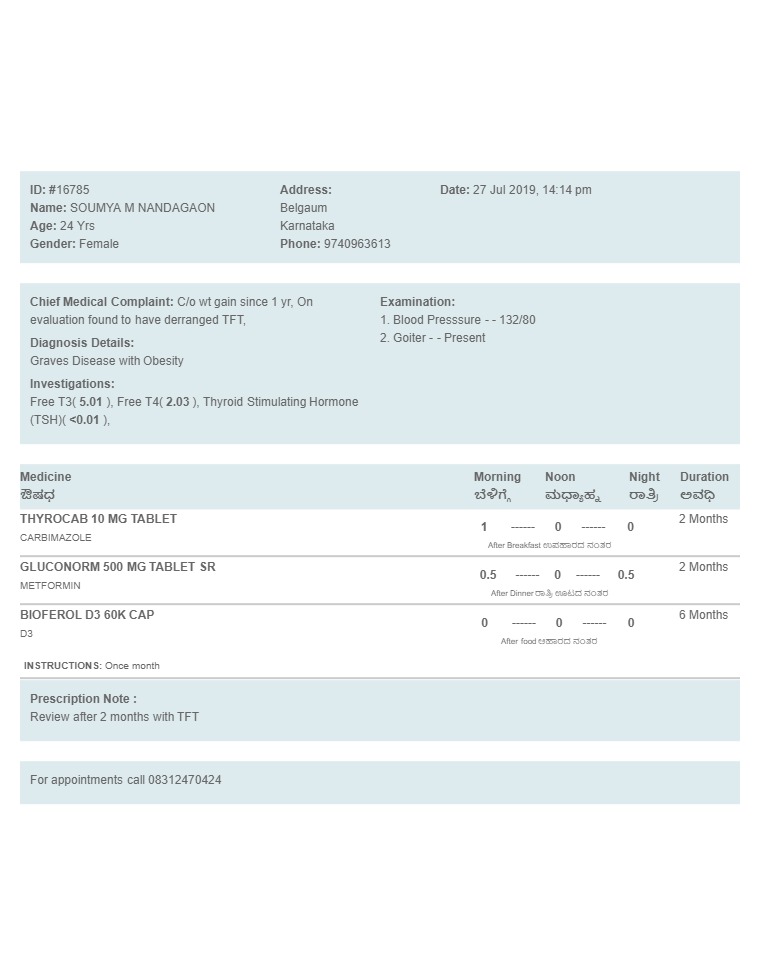 ID: #16785
Name: SOUMYA M NANDAGAON
Age: 24 Yrs
Gender: Female
Address:
Belgaum
Karnataka
Phone: 9740963613
Date: 27 Jul 2019, 14:14 pm
Chief Medical Complaint: C/o wt gain since 1 yr, On
evaluation found to have derranged TFT,
Diagnosis Details:
Graves Disease with Obesity
Investigations:
Free T3( 5.01 ), Free T4( 2.03 ), Thyroid Stimulating Hormone
(TSH)( <0.01 ),
Examination:
1. Blood Presssure - - 132/80
2. Goiter - - Present
Medicine Morning Noon Night Duration
ಔಷಧ ಬೆಳಿಗ್ಗೆ ಮಧ್ಯಾಹ್ನ ರಾತ್ರಿ ಅವಧಿ
THYROCAB 10 MG TABLET 1 ------ 0 ------ 0 2 Months
CARBIMAZOLE
After Breakfast ಉಪಹಾರದ ನಂತರ
GLUCONORM 500 MG TABLET SR 0.5 ------ 0 ------ 0.5 2 Months
METFORMIN
After Dinner ರಾತ್ರಿ ಊಟದ ನಂತರ
BIOFEROL D3 60K CAP 0 ------ 0 ------ 0 6 Months
D3
After food ಆಹಾರದ ನಂತರ
INSTRUCTIONS: Once month
Prescription Note :
Review after 2 months with TFT
For appointments call 08312470424